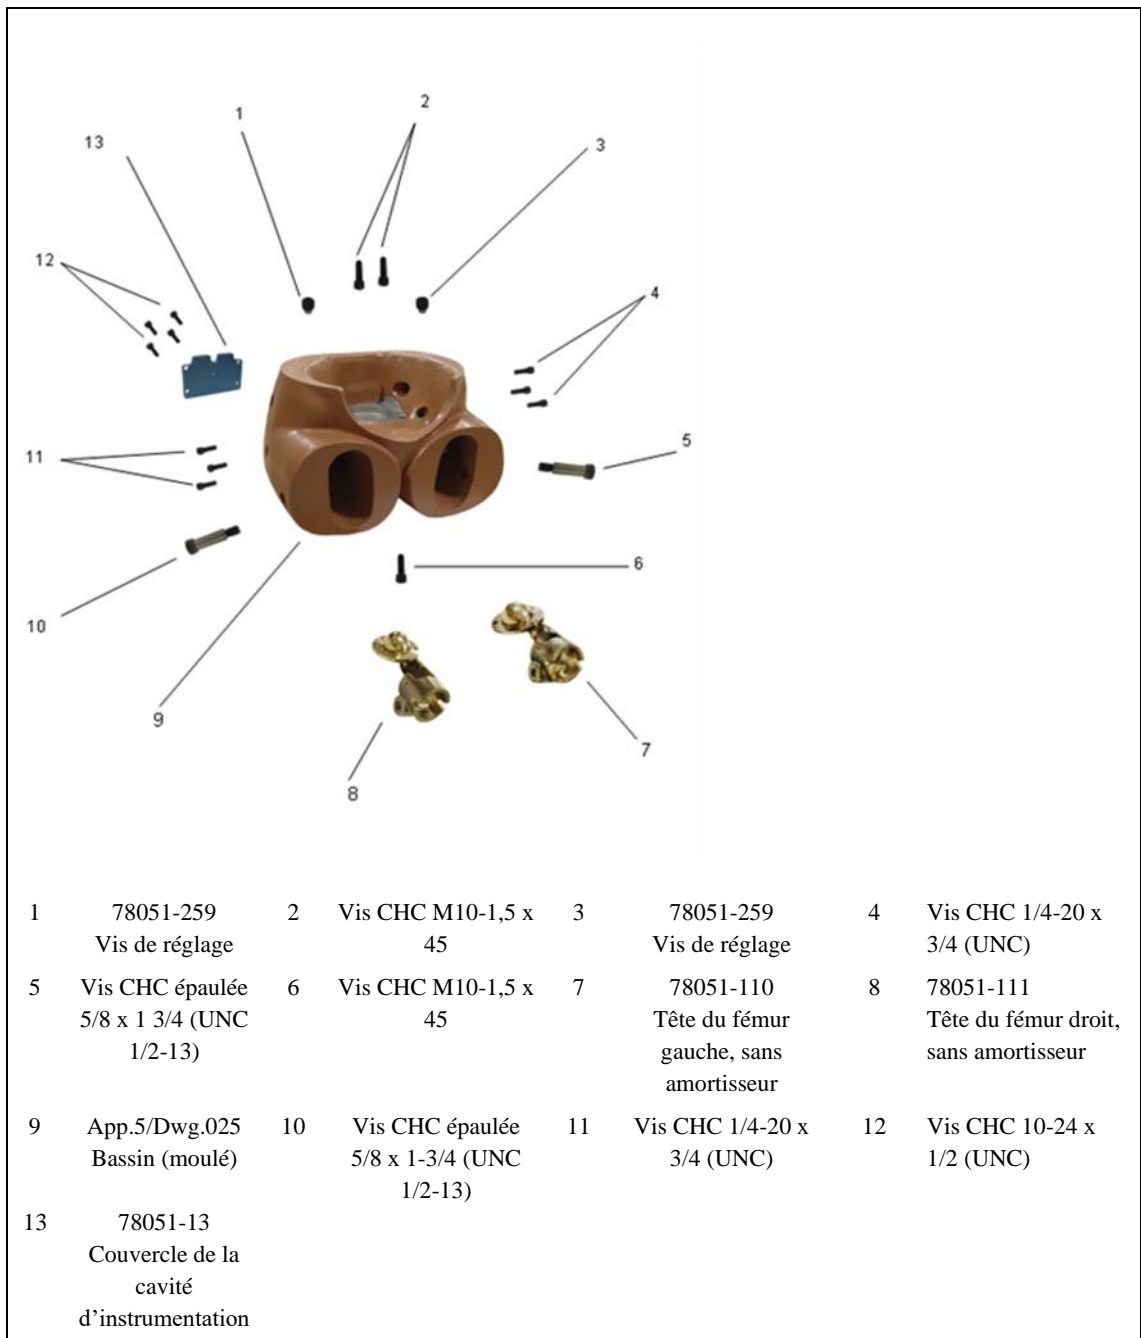 1
2
3
13
12
4
5
11
6
10
9
7
8
1 78051-259 2 Vis CHC M10-1,5 x 3 78051-259 4 Vis CHC 1/4-20 x
Vis de réglage 45 Vis de réglage 3/4 (UNC)
5 Vis CHC épaulée 6 Vis CHC M10-1,5 x 7 78051-110 8 78051-111
5/8 x 1 3/4 (UNC 45 Tête du fémur Tête du fémur droit,
1/2-13) gauche, sans sans amortisseur
amortisseur
9 App.5/Dwg.025 10 Vis CHC épaulée 11 Vis CHC 1/4-20 x 12 Vis CHC 10-24 x
Bassin (moulé) 5/8 x 1-3/4 (UNC 3/4 (UNC) 1/2 (UNC)
1/2-13)
13 78051-13
Couvercle de la
cavité
d’instrumentation